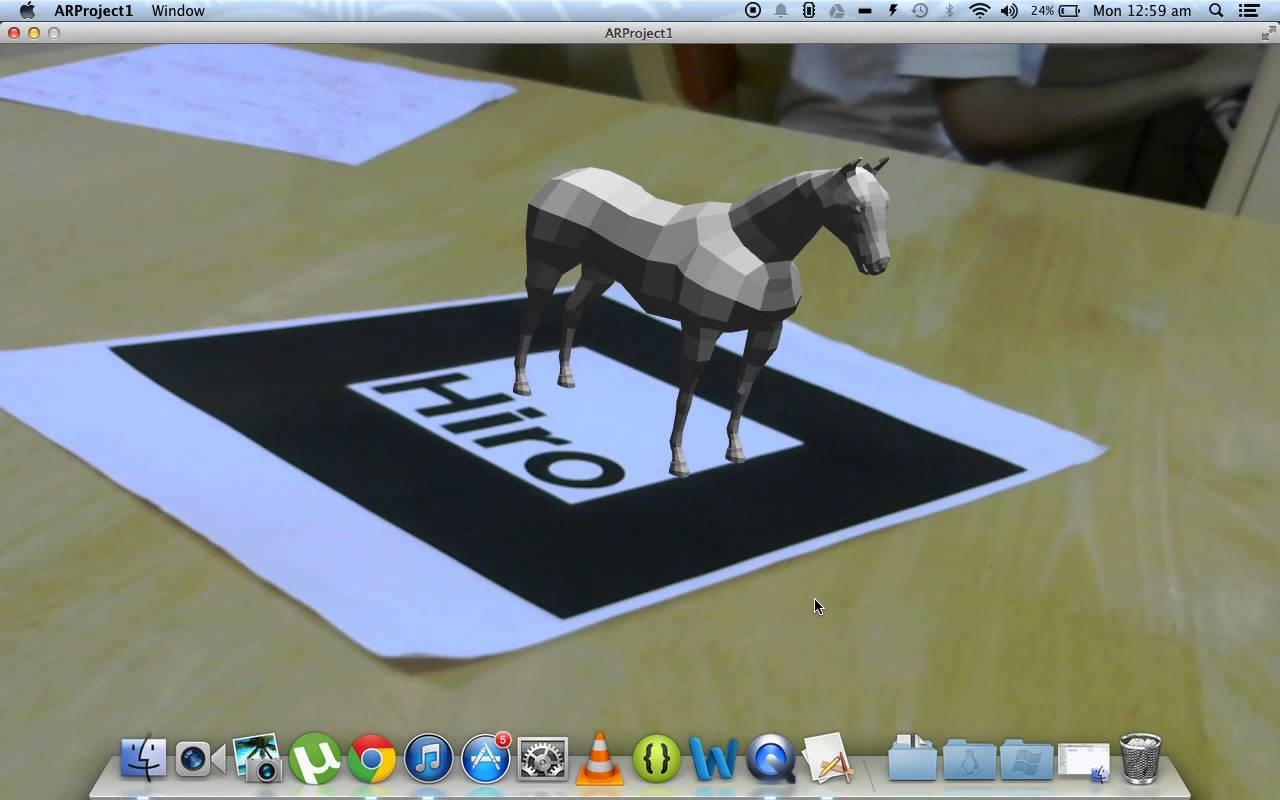 ARProject1 Window
24% Mon 12:59 am
ARProject1
Hiro
5